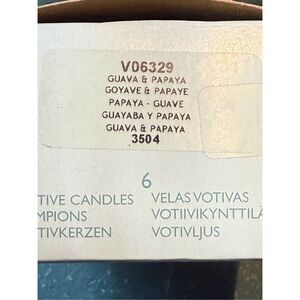 V06329
GUAVA & PAPAYA
GOYAVE & PAPAYE
PAPAYA - GUAVE
GUAYABA Y PAPAYA
GUAVA & PAPAYA
3504
6
TIVE CANDLES VELAS VOTIVAS
MPIONS VOTIIVIKYNTTILÄ
TIVKERZEN VOTIVLJUS